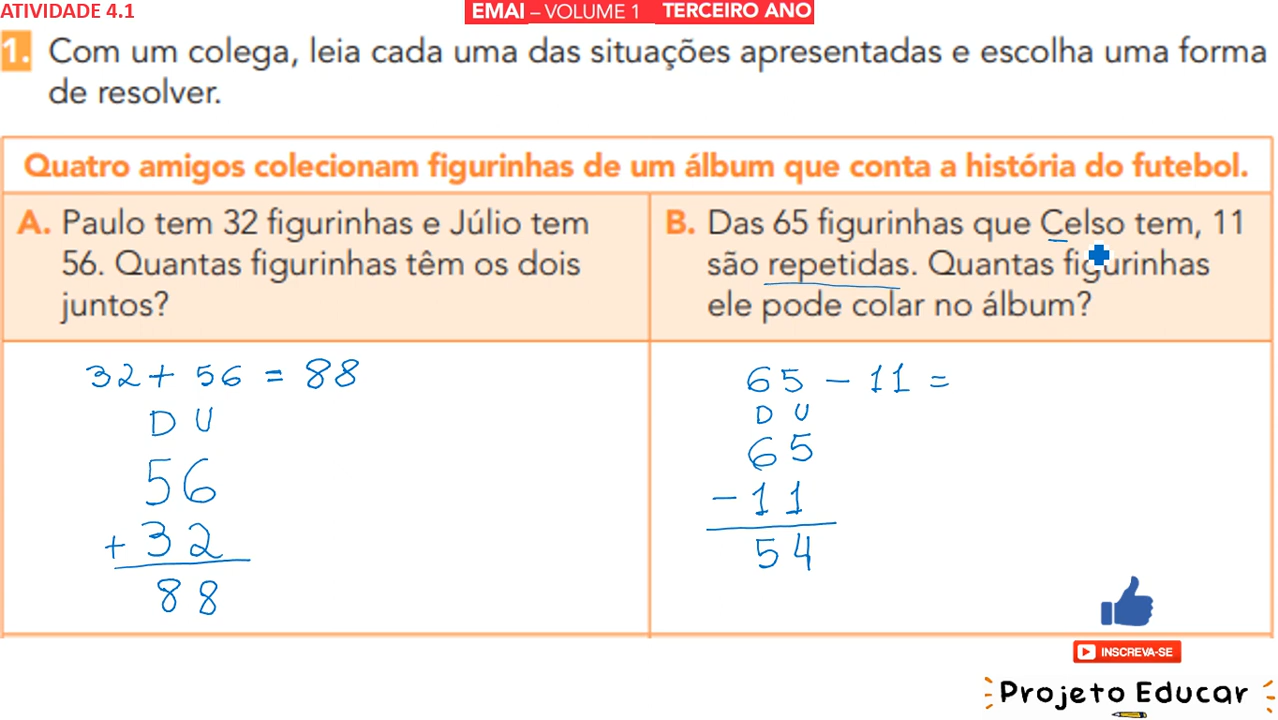 ATIVIDADE 4.1
EMAI – VOLUME 1 TERCEIRO ANO
1. Com um colega, leia cada uma das situações apresentadas e escolha uma forma
de resolver.
Quatro amigos colecionam figurinhas de um álbum que conta a história do futebol.
A. Paulo tem 32 figurinhas e Júlio tem
56. Quantas figurinhas têm os dois
juntos?
B. Das 65 figurinhas que Celso tem, 11
são repetidas. Quantas figurinhas
ele pode colar no álbum?
32 + 56 = 88
D U
56
+ 32
88
65 – 11 =
D U
65
– 11
54
INSCREVA-SE
Projeto Educar